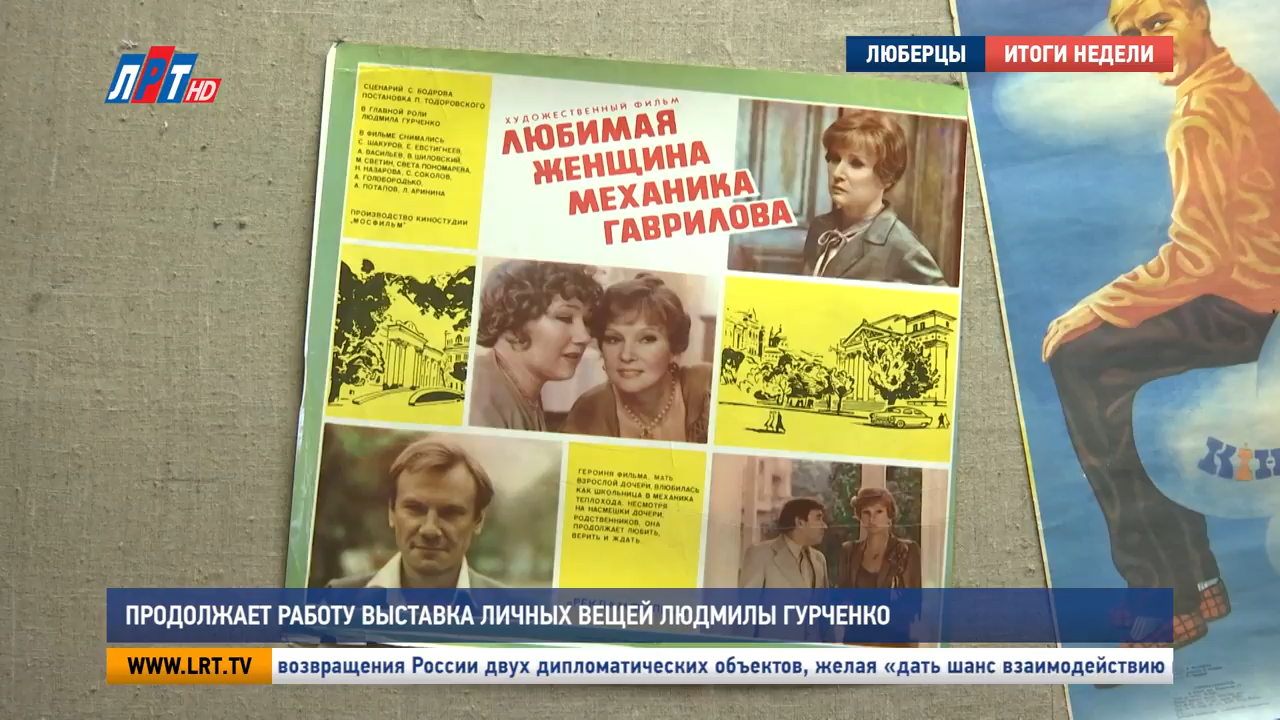 ЛРТ HD
ЛЮБЕРЦЫ
ИТОГИ НЕДЕЛИ
СЦЕНАРИЙ С. БОДРОВА
ПОСТАНОВКА П. ТОДОРОВСКОГО
В ГЛАВНОЙ РОЛИ
ЛЮДМИЛА ГУРЧЕНКО
В ФИЛЬМЕ СНИМАЛИСЬ:
С. ШАКУРОВ, Е. ЕВСТИГНЕЕВ,
А. ВАСИЛЬЕВ, В. ШИЛОВСКИЙ,
М. СВЕТИН, СВЕТА ПОНОМАРЕВА,
Н. НАЗАРОВА, С. СОКОЛОВ,
А. ГОЛОБОРОДЬКО,
А. ПОТАПОВ, Л. АРИНИНА
ПРОИЗВОДСТВО КИНОСТУДИИ
"МОСФИЛЬМ"
ХУДОЖЕСТВЕННЫЙ ФИЛЬМ
ЛЮБИМАЯ
ЖЕНЩИНА
МЕХАНИКА
ГАВРИЛОВА
ГЕРОИНЯ ФИЛЬМА, МАТЬ
ВЗРОСЛОЙ ДОЧЕРИ, ВЛЮБИЛАСЬ
КАК ШКОЛЬНИЦА В МЕХАНИКА
ТЕПЛОХОДА. НЕСМОТРЯ
НА НАСМЕШКИ ДОЧЕРИ,
РОДСТВЕННИКОВ, ОНА
ПРОДОЛЖАЕТ ЛЮБИТЬ,
ВЕРИТЬ И ЖДАТЬ.
ПРОДОЛЖАЕТ РАБОТУ ВЫСТАВКА ЛИЧНЫХ ВЕЩЕЙ ЛЮДМИЛЫ ГУРЧЕНКО
WWW.LRT.TV
возвращения России двух дипломатических объектов, желая «дать шанс взаимодействию